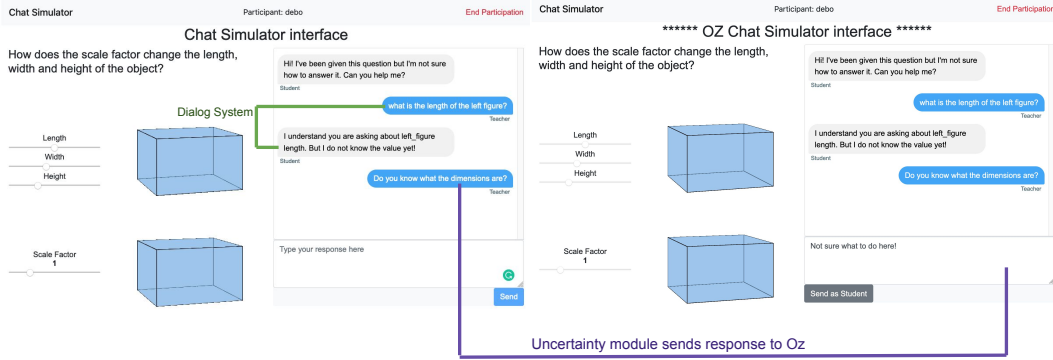 Chat Simulator
Participant: debo
End Participation
Chat Simulator interface
How does the scale factor change the length,
width and height of the object?
Hi! I've been given this question but I'm not sure
how to answer it. Can you help me?
Student
what is the length of the left figure?
Teacher
Dialog System
I understand you are asking about left_figure
length. But I do not know the value yet!
Student
Do you know what the dimensions are?
Teacher
Length
Width
Height
Scale Factor
1
Type your response here
Send
Chat Simulator
Participant: debo
End Participation
****** OZ Chat Simulator interface ******
How does the scale factor change the length,
width and height of the object?
Hi! I've been given this question but I'm not sure
how to answer it. Can you help me?
Student
what is the length of the left figure?
Teacher
I understand you are asking about left_figure
length. But I do not know the value yet!
Student
Do you know what the dimensions are?
Teacher
Length
Width
Height
Scale Factor
1
Not sure what to do here!
Send as Student
Uncertainty module sends response to Oz